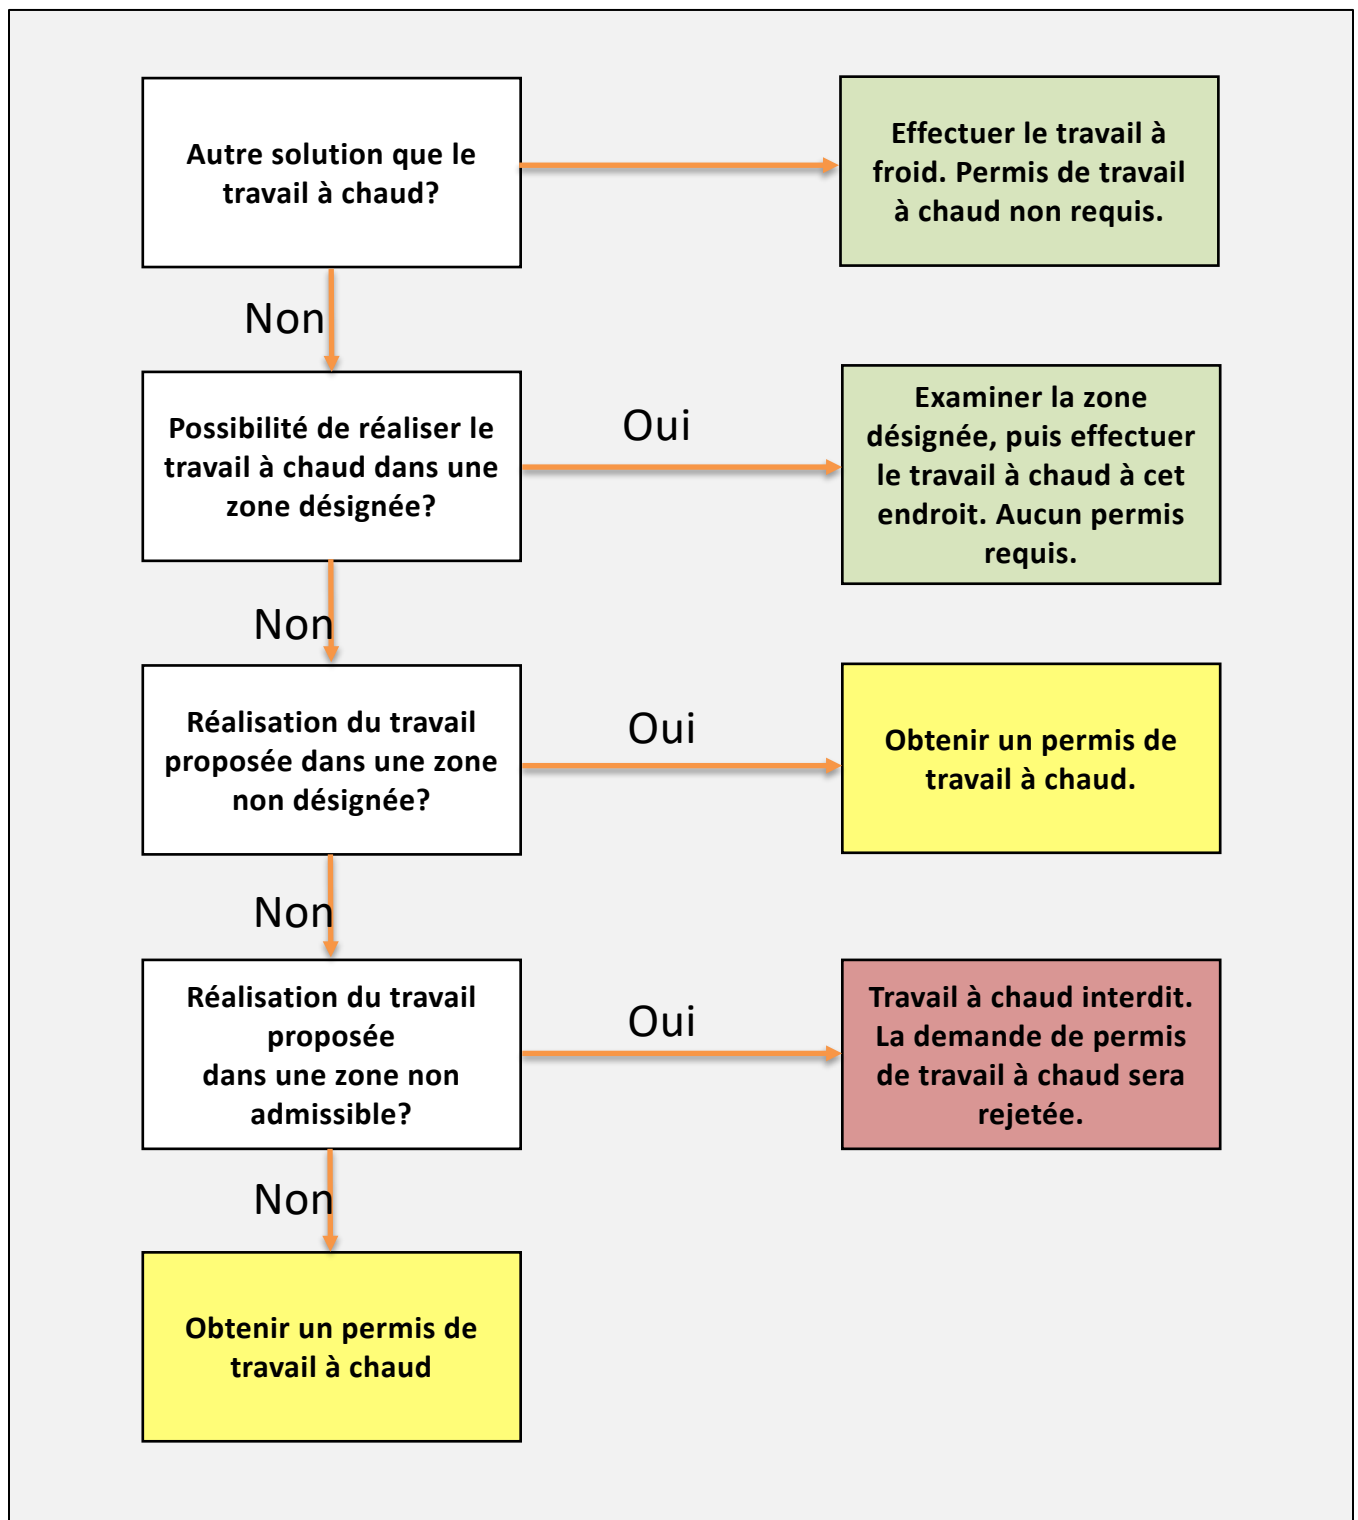 Autre solution que le
travail à chaud?
Effectuer le travail à
froid. Permis de travail
à chaud non requis.
Non
Possibilité de réaliser le
travail à chaud dans une
zone désignée?
Oui
Examiner la zone
désignée, puis effectuer
le travail à chaud à cet
endroit. Aucun permis
requis.
Non
Réalisation du travail
proposée dans une zone
non désignée?
Oui
Obtenir un permis de
travail à chaud.
Non
Réalisation du travail
proposée
dans une zone non
admissible?
Oui
Travail à chaud interdit.
La demande de permis
de travail à chaud sera
rejetée.
Non
Obtenir un permis de
travail à chaud